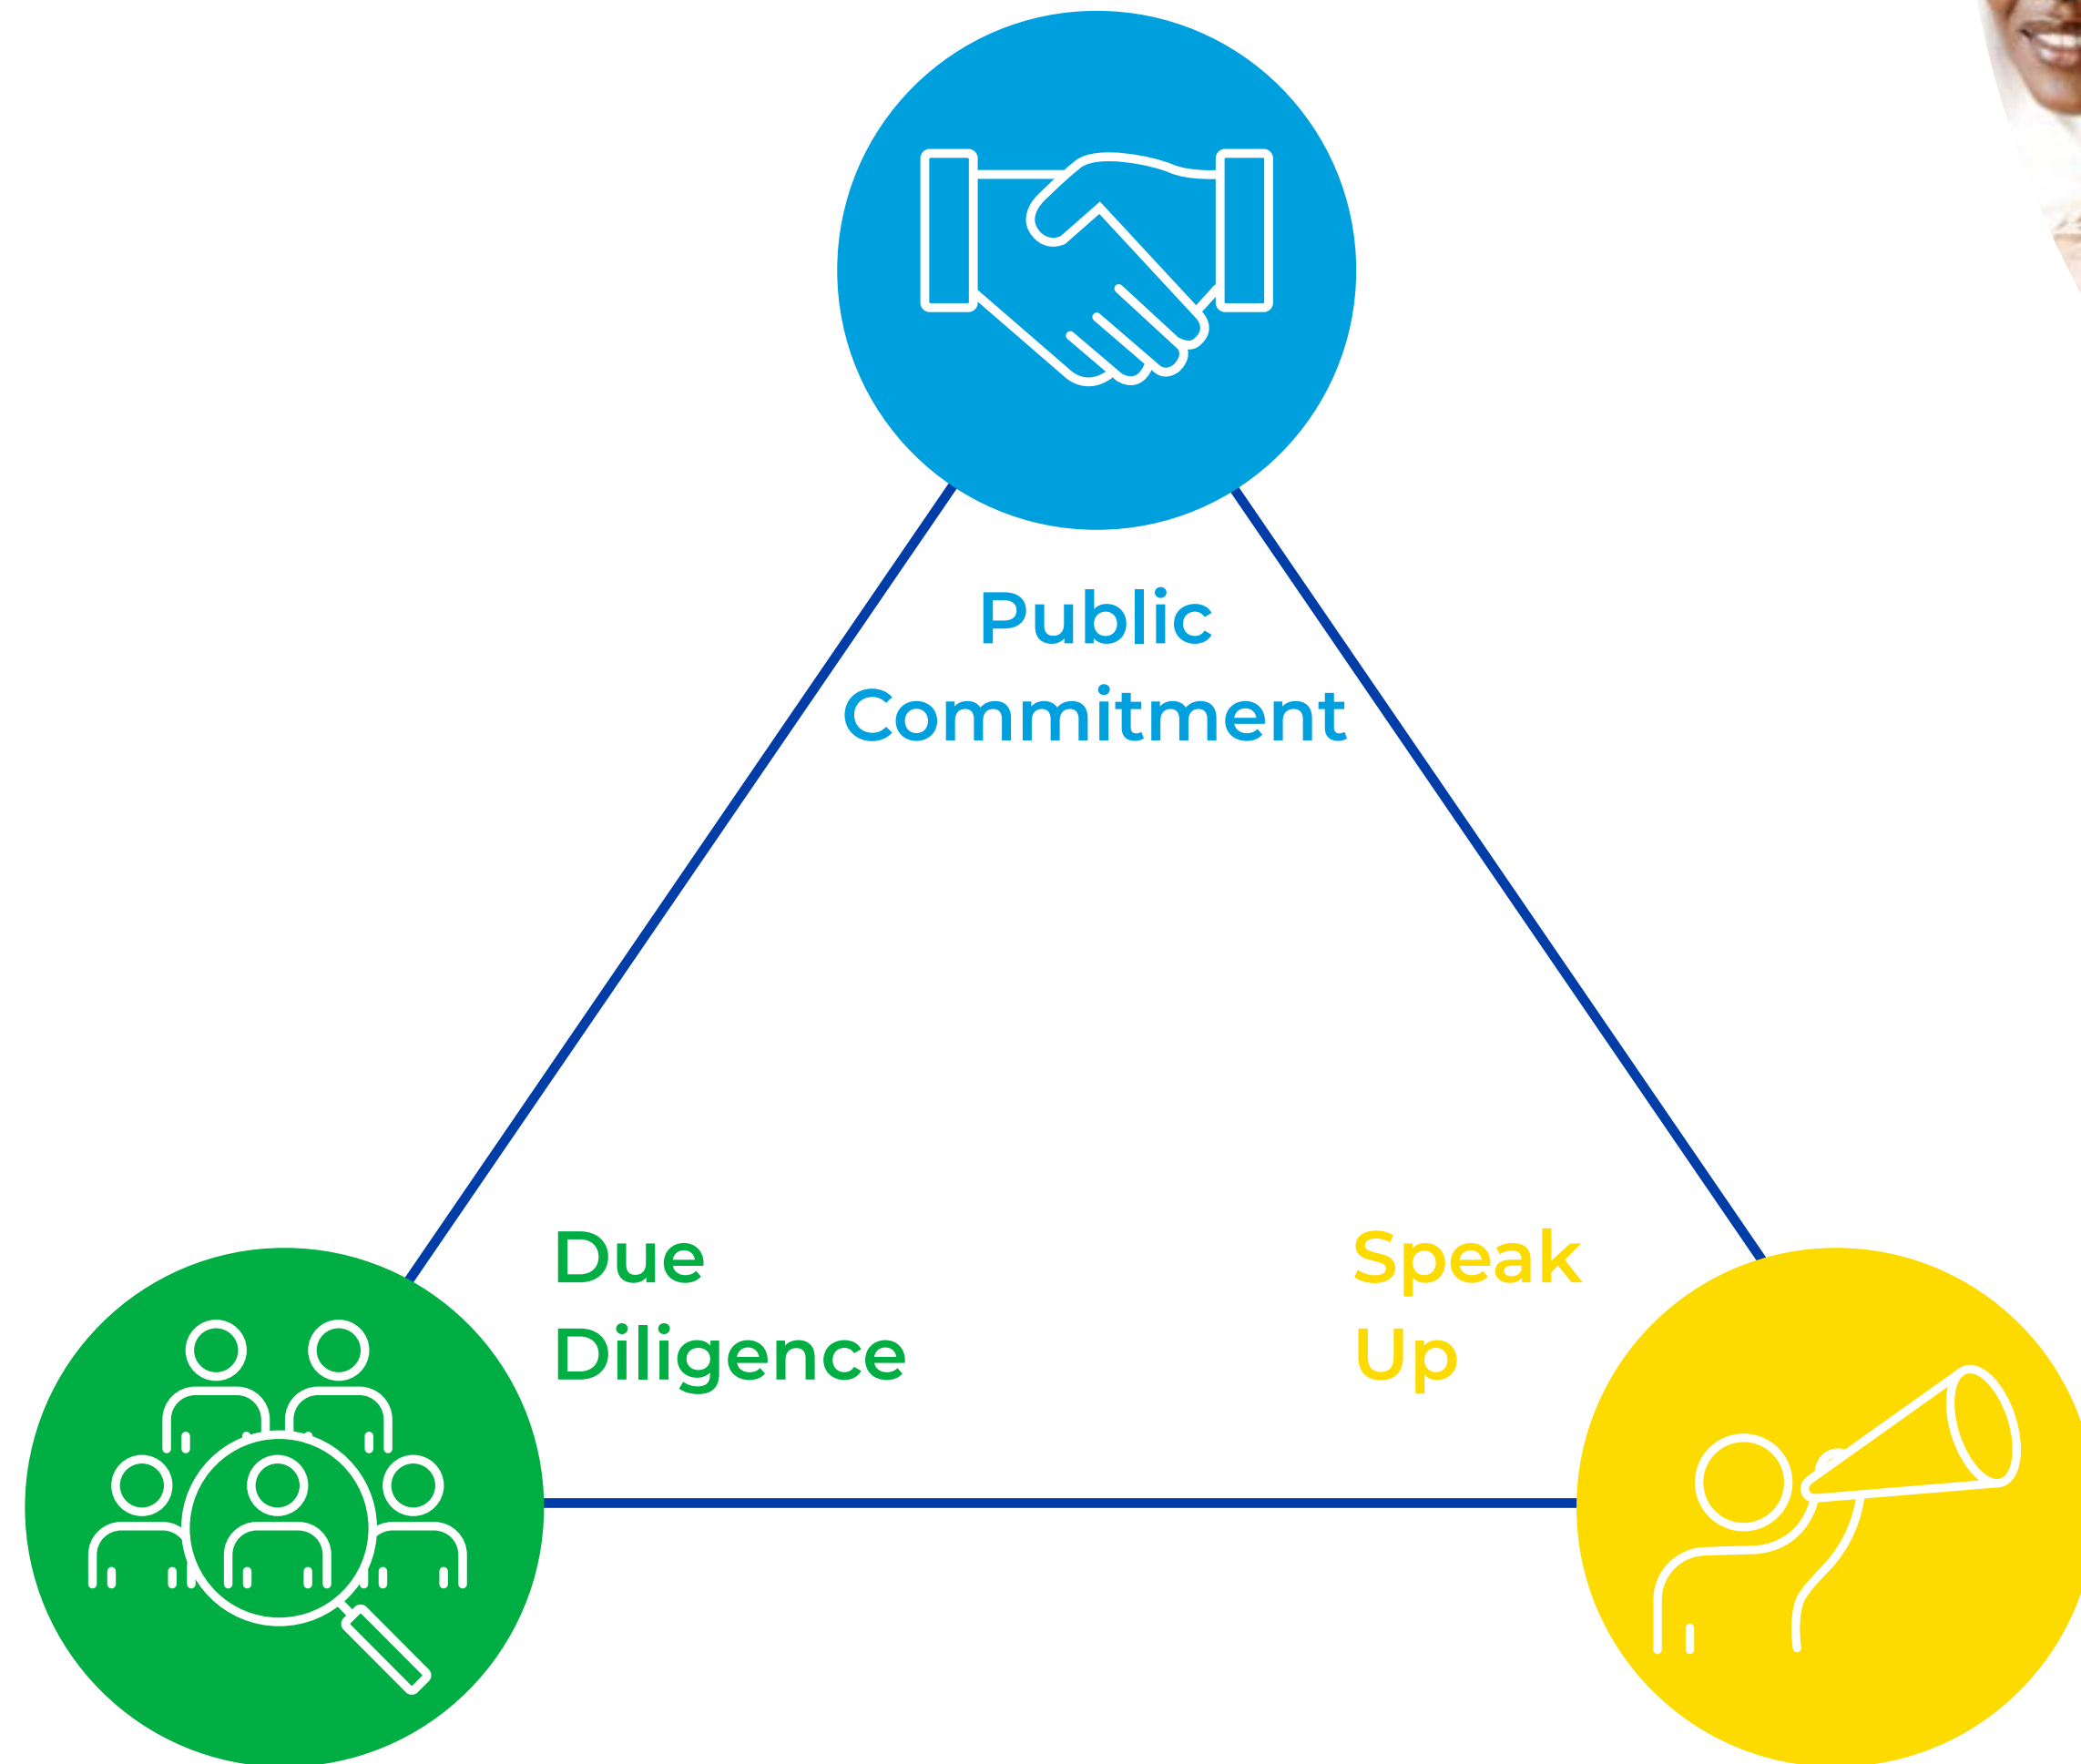 Public
Commitment
Due
Diligence
Speak
Up